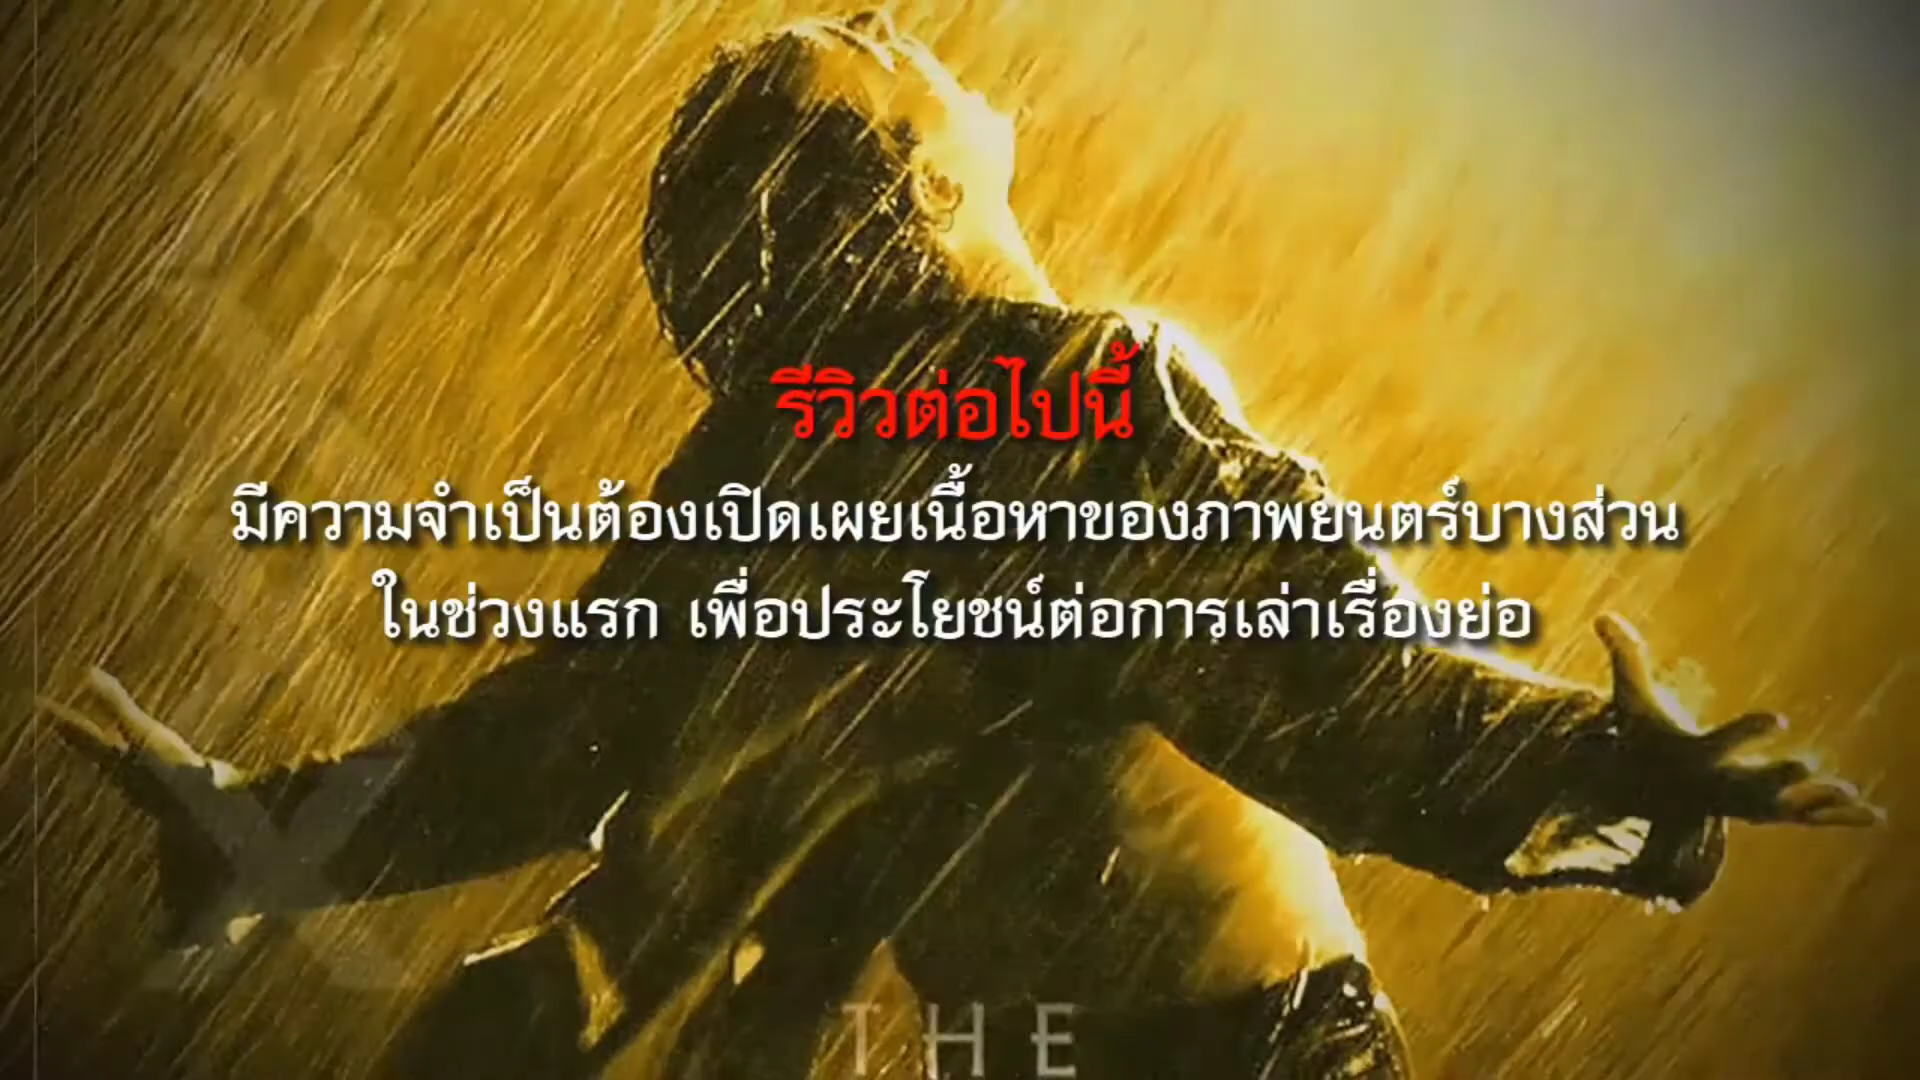 รีวิวต่อไปนี้
มีความจำเป็นต้องเปิดเผยเนื้อหาของภาพยนตร์บางส่วน
ในช่วงแรก เพื่อประโยชน์ต่อการเล่าเรื่องย่อ
THE